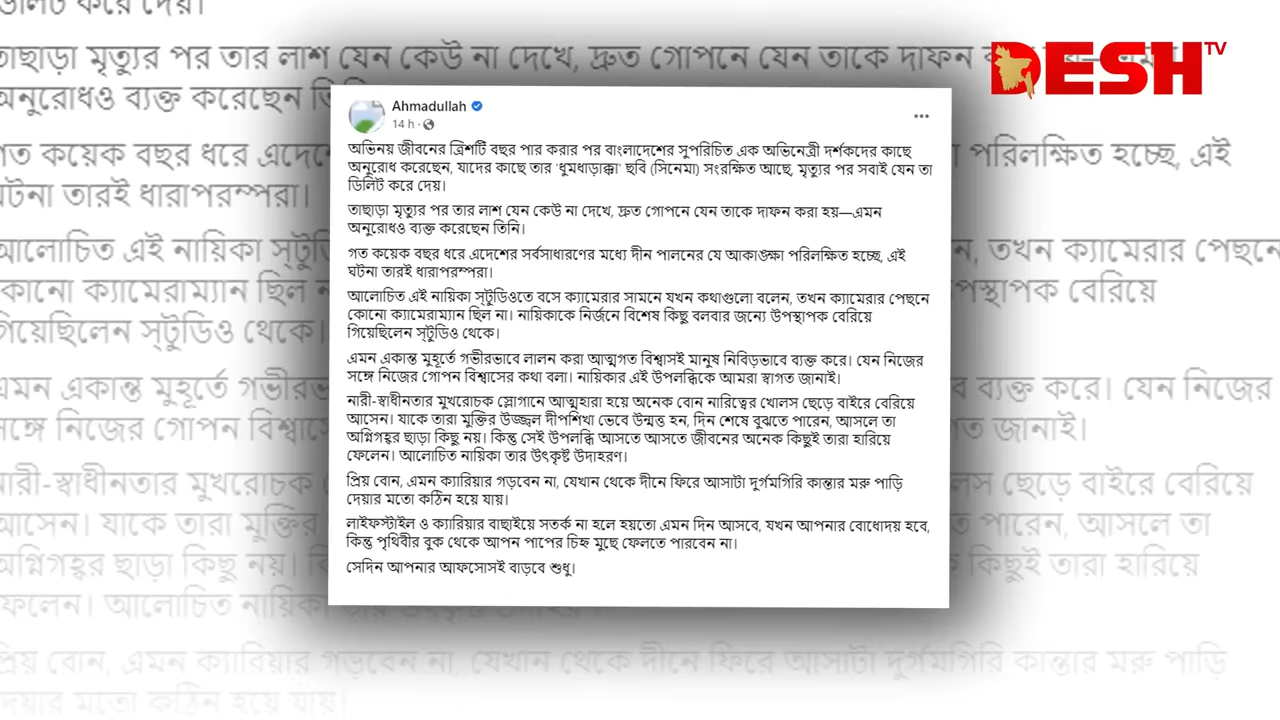 DESH TV
Ahmadullah
14 h
অভিনয় জীবনের ত্রিশটি বছর পার করার পর বাংলাদেশের সুপরিচিত এক অভিনেত্রী দর্শকদের কাছে
অনুরোধ করেছেন, যাদের কাছে তার 'ধুমধাড়াক্কা' ছবি (সিনেমা) সংরক্ষিত আছে, মৃত্যুর পর সবাই যেন তা
ডিলিট করে দেয়।
তাছাড়া মৃত্যুর পর তার লাশ যেন কেউ না দেখে, দ্রুত গোপনে যেন তাকে দাফন করা হয়—এমন
অনুরোধও ব্যক্ত করেছেন তিনি।
গত কয়েক বছর ধরে এদেশের সর্বসাধারণের মধ্যে দীন পালনের যে আকাঙ্ক্ষা পরিলক্ষিত হচ্ছে, এই
ঘটনা তারই ধারাপরম্পরা।
আলোচিত এই নায়িকা স্টুডিওতে বসে ক্যামেরার সামনে যখন কথাগুলো বলেন, তখন ক্যামেরার পেছনে
কোনো ক্যামেরাম্যান ছিল না। নায়িকাকে নির্জনে বিশেষ কিছু বলবার জন্যে উপস্থাপক বেরিয়ে
গিয়েছিলেন স্টুডিও থেকে।
এমন একান্ত মুহূর্তে গভীরভাবে লালন করা আত্মগত বিশ্বাসই মানুষ নিবিড়ভাবে ব্যক্ত করে। যেন নিজের
সঙ্গে নিজের গোপন বিশ্বাসের কথা বলা। নায়িকার এই উপলব্ধিকে আমরা স্বাগত জানাই।
নারী-স্বাধীনতার মুখরোচক স্লোগানে আত্মহারা হয়ে অনেক বোন নারিত্বের খোলস ছেড়ে বাইরে বেরিয়ে
আসেন। যাকে তারা মুক্তির উজ্জ্বল দীপশিখা ভেবে উন্মত্ত হন, দিন শেষে বুঝতে পারেন, আসলে তা
অগ্নিগহ্বর ছাড়া কিছু নয়। কিন্তু সেই উপলব্ধি আসতে আসতে জীবনের অনেক কিছুই তারা হারিয়ে
ফেলেন। আলোচিত নায়িকা তার উৎকৃষ্ট উদাহরণ।
প্রিয় বোন, এমন ক্যারিয়ার গড়বেন না, যেখান থেকে দীনে ফিরে আসাটা দুর্গমগিরি কান্তার মরু পাড়ি
দেয়ার মতো কঠিন হয়ে যায়।
লাইফস্টাইল ও ক্যারিয়ার বাছাইয়ে সতর্ক না হলে হয়তো এমন দিন আসবে, যখন আপনার বোধোদয় হবে,
কিন্তু পৃথিবীর বুক থেকে আপন পাপের চিহ্ন মুছে ফেলতে পারবেন না।
সেদিন আপনার আফসোসই বাড়বে শুধু।